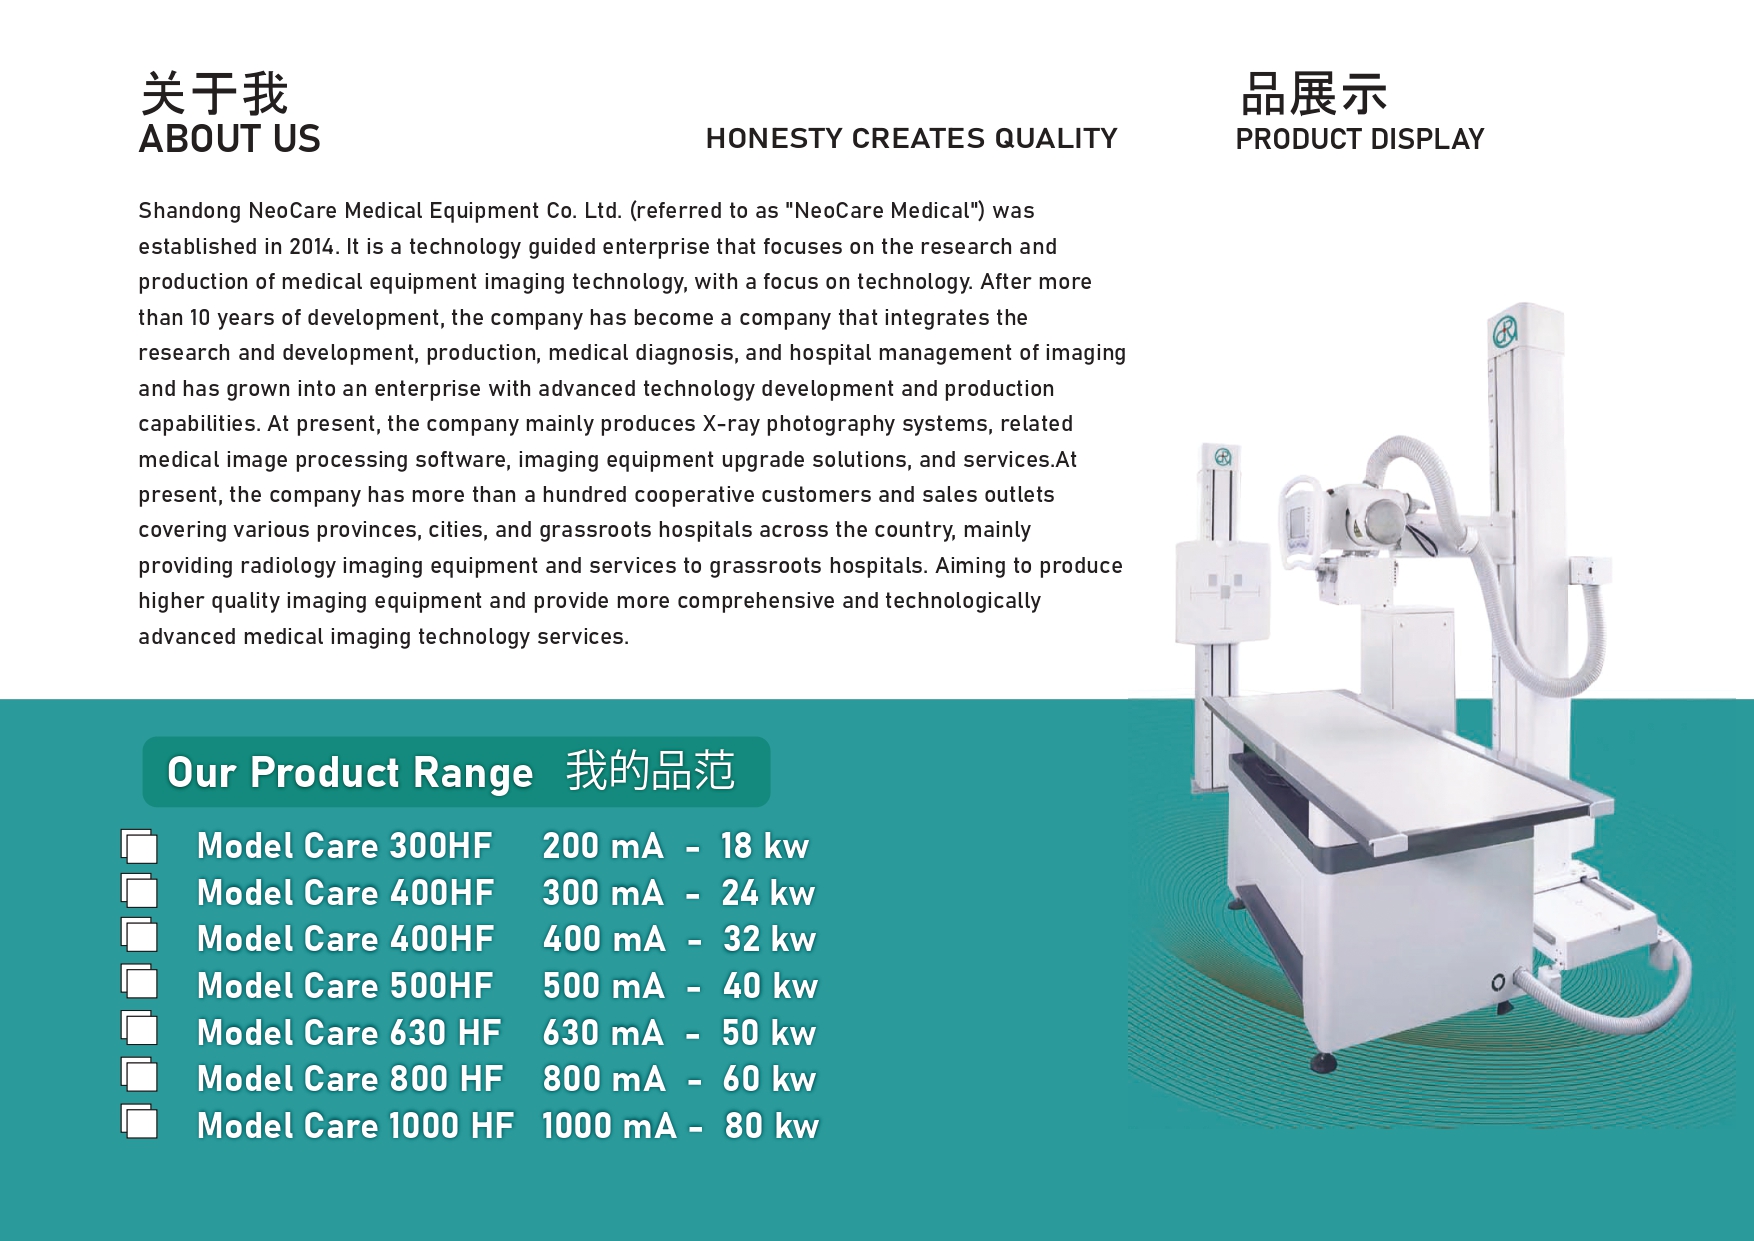 关于我
ABOUT US
HONESTY CREATES QUALITY
品展示
PRODUCT DISPLAY
Shandong NeoCare Medical Equipment Co. Ltd. (referred to as "NeoCare Medical") was
established in 2014. It is a technology guided enterprise that focuses on the research and
production of medical equipment imaging technology, with a focus on technology. After more
than 10 years of development, the company has become a company that integrates the
research and development, production, medical diagnosis, and hospital management of imaging
and has grown into an enterprise with advanced technology development and production
capabilities. At present, the company mainly produces X-ray photography systems, related
medical image processing software, imaging equipment upgrade solutions, and services.At
present, the company has more than a hundred cooperative customers and sales outlets
covering various provinces, cities, and grassroots hospitals across the country, mainly
providing radiology imaging equipment and services to grassroots hospitals. Aiming to produce
higher quality imaging equipment and provide more comprehensive and technologically
advanced medical imaging technology services.
Our Product Range 我的品范
Model Care 300HF 200 mA - 18 kw
Model Care 400HF 300 mA - 24 kw
Model Care 400HF 400 mA - 32 kw
Model Care 500HF 500 mA - 40 kw
Model Care 630 HF 630 mA - 50 kw
Model Care 800 HF 800 mA - 60 kw
Model Care 1000 HF 1000 mA - 80 kw